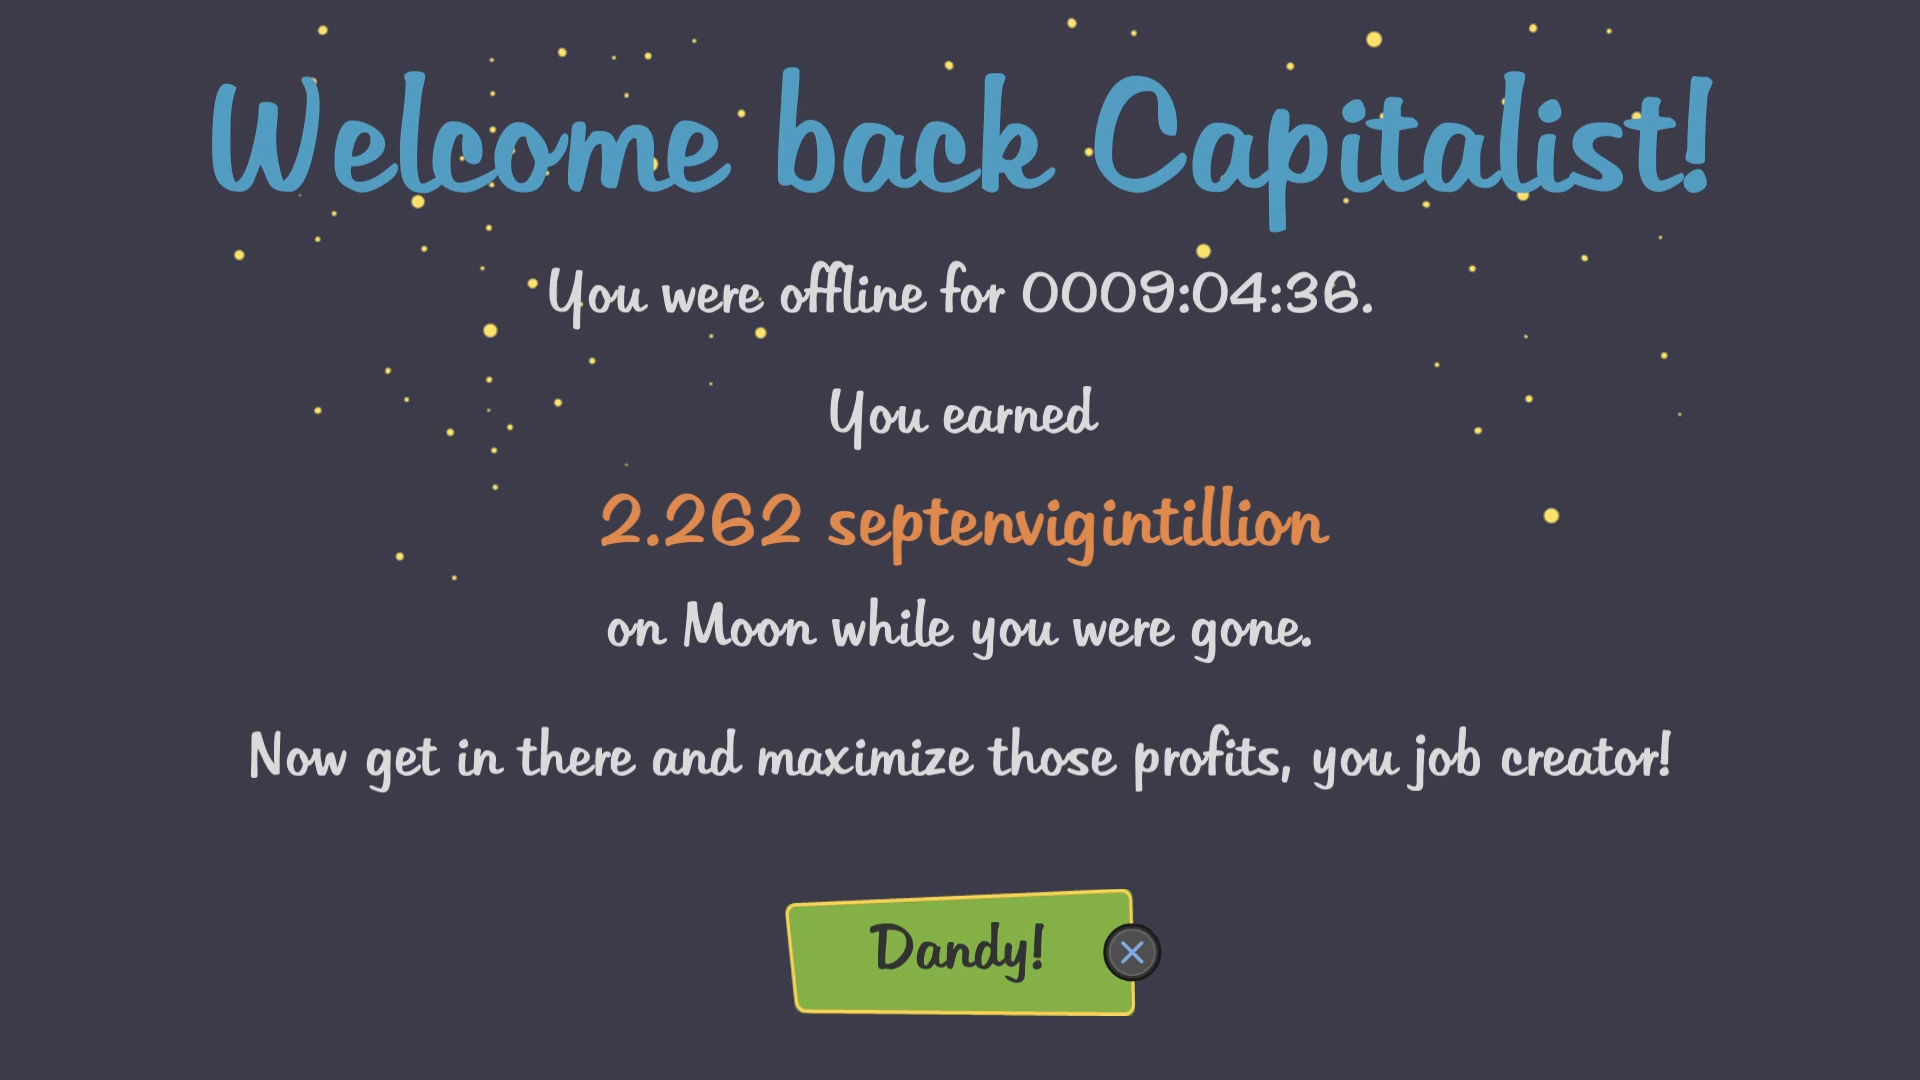 Welcome back Capitalist!
You were offline for 0009:04:36.
You earned
2.262 septenvigintillion
on Moon while you were gone.
Now get in there and maximize those profits, you job creator!
Dandy!